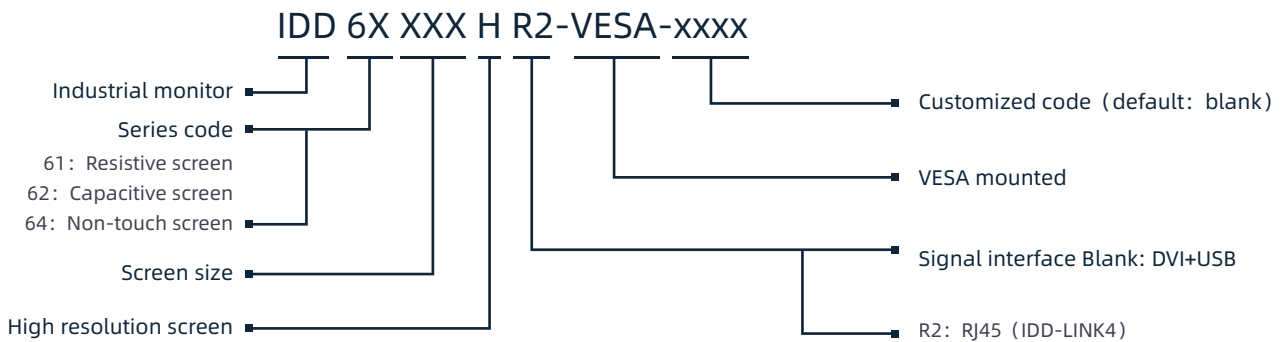 IDD 6X XXX H R2-VESA-xxxx
Industrial monitor
Series code
61: Resistive screen
62: Capacitive screen
64: Non-touch screen
Screen size
High resolution screen
Customized code (default: blank)
VESA mounted
Signal interface Blank: DVI+USB
R2: RJ45 (IDD-LINK4)